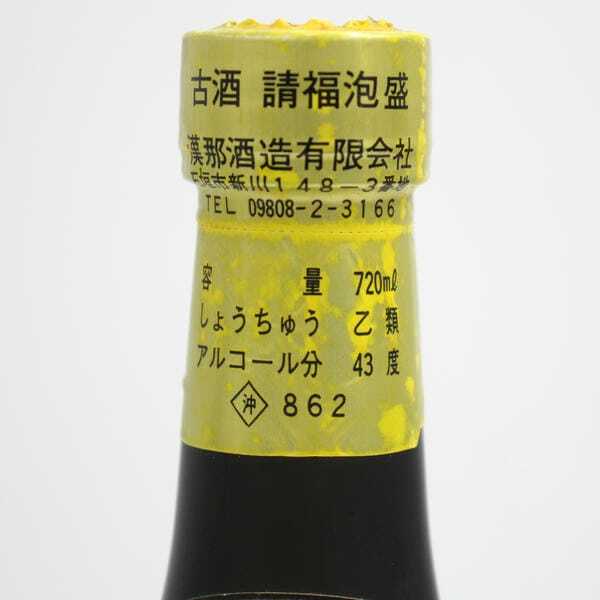 古酒 請福泡盛
漢那酒造有限会社
石垣市新川148-3番地
TEL 09808-2-3166
容量 720mℓ
しょうちゅう 乙類
アルコール分 43度
沖 862